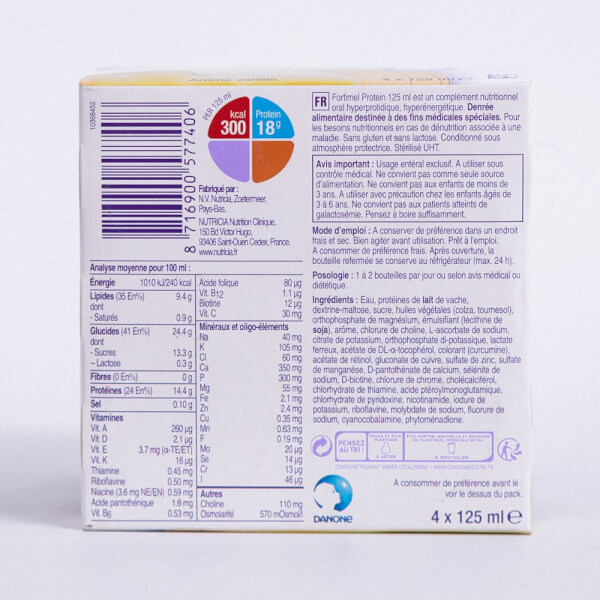 Arôme vanille
4 x 125 ml e
10368452
8 716900 577406
PER 125 ml
kcal
300
Protein
18g
Fabriqué par :
N.V. Nutricia, Zoetermeer,
Pays-Bas.
NUTRICIA Nutrition Clinique,
150 Bd Victor Hugo,
93406 Saint-Ouen Cedex, France.
www.nutricia.fr
FR Fortimel Protein 125 ml est un complément nutritionnel
oral hyperprotidique, hyperénergétique. Denrée
alimentaire destinée à des fins médicales spéciales. Pour
les besoins nutritionnels en cas de dénutrition associée à une
maladie. Sans gluten et sans lactose. Conditionné sous
atmosphère protectrice. Stérilisé UHT.
Avis important : Usage entéral exclusif. A utiliser sous
contrôle médical. Ne convient pas comme seule source
d'alimentation. Ne convient pas aux enfants de moins de
3 ans. A utiliser avec précaution chez les enfants âgés de
3 à 6 ans. Ne convient pas aux patients atteints de
galactosémie. Pensez à boire suffisamment.
Mode d'emploi : A conserver de préférence dans un endroit
frais et sec. Bien agiter avant utilisation. Prêt à l'emploi.
A consommer de préférence frais. Après ouverture, la
bouteille refermée se conserve au réfrigérateur (max. 24 h).
Posologie : 1 à 2 bouteilles par jour ou selon avis médical ou
diététique.
Ingrédients : Eau, protéines de lait de vache,
dextrine-maltose, sucre, huiles végétales (colza, tournesol),
orthophosphate de magnésium, émulsifiant (lécithine de
soja), arôme, chlorure de choline, L-ascorbate de sodium,
citrate de potassium, orthophosphate di-potassique, lactate
ferreux, acétate de DL-α-tocophérol, colorant (curcumine),
acétate de rétinol, gluconate de cuivre, sulfate de zinc, sulfate
de manganèse, D-pantothénate de calcium, sélénite de
sodium, D-biotine, chlorure de chrome, cholécalciférol,
chlorhydrate de thiamine, acide ptéroylmonoglutamique,
chlorhydrate de pyridoxine, nicotinamide, iodure de
potassium, riboflavine, molybdate de sodium, fluorure de
sodium, cyanocobalamine, phytoménadione.
Analyse moyenne pour 100 ml :
Énergie 1010 kJ/240 kcal
Lipides (35 En%) 9.4 g
dont
- Saturés 0.9 g
Glucides (41 En%) 24.4 g
dont
- Sucres 13.3 g
- Lactose 0.3 g
Fibres (0 En%) 0 g
Protéines (24 En%) 14.4 g
Sel 0.10 g
Vitamines
Vit. A 260 µg
Vit. D 2.1 µg
Vit. E 3.7 mg (α-TE/ET)
Vit. K 16 µg
Thiamine 0.45 mg
Riboflavine 0.50 mg
Niacine (3.6 mg NE/EN) 0.59 mg
Acide pantothénique 1.6 mg
Vit. B6 0.53 mg
Acide folique 80 µg
Vit. B12 1.1 µg
Biotine 12 µg
Vit. C 30 mg
Minéraux et oligo-éléments
Na 40 mg
K 105 mg
Cl 60 mg
Ca 350 mg
P 300 mg
Mg 55 mg
Fe 2.1 mg
Zn 2.4 mg
Cu 0.35 mg
Mn 0.63 mg
F 0.19 mg
Mo 20 µg
Se 14 µg
Cr 13 µg
I 46 µg
Autres
Choline 110 mg
Osmolarité 570 mOsmol/l
PENSEZ
AU TRI !
À JETER
À RECYCLER
CONSIGNE POUVANT VARIER LOCALEMENT > WWW.CONSIGNESDETRI.FR
DANONE
A consommer de préférence avant le :
voir le dessus du pack.
4 x 125 ml e